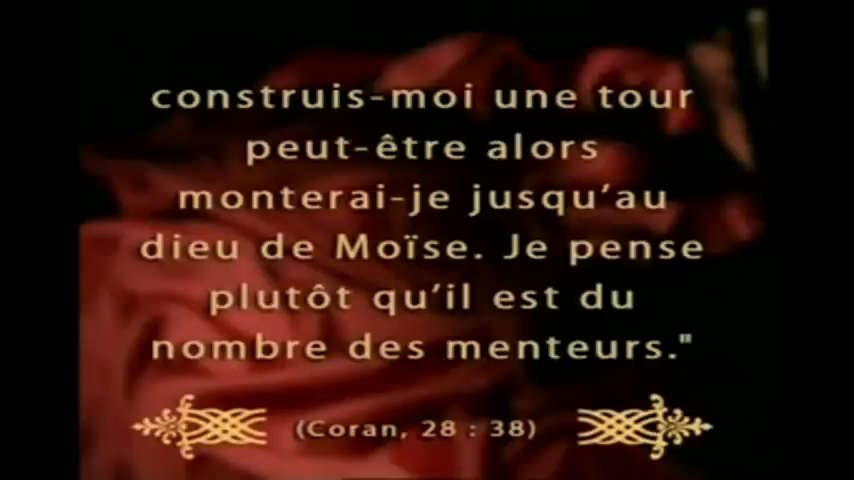 construis-moi une tour
peut-être alors
monterai-je jusqu’au
dieu de Moïse. Je pense
plutôt qu’il est du
nombre des menteurs."
(Coran, 28 : 38)